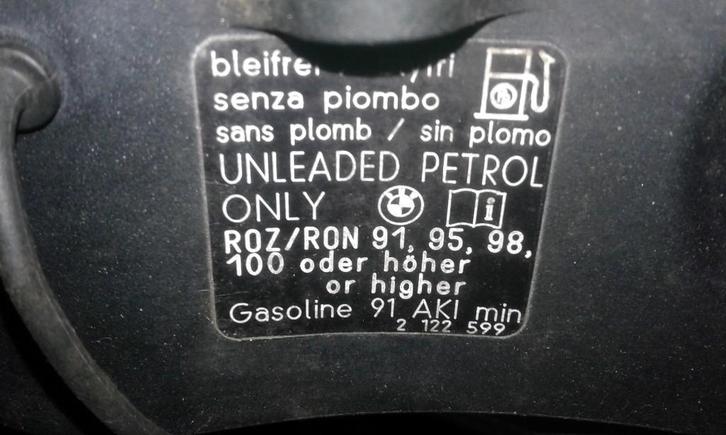 bleifrei
senza piombo
sans plomb / sin plomo
UNLEADED PETROL
ONLY
i
ROZ/RON 91, 95, 98,
100 oder höher
or higher
Gasoline 91 AKI min
2 122 599